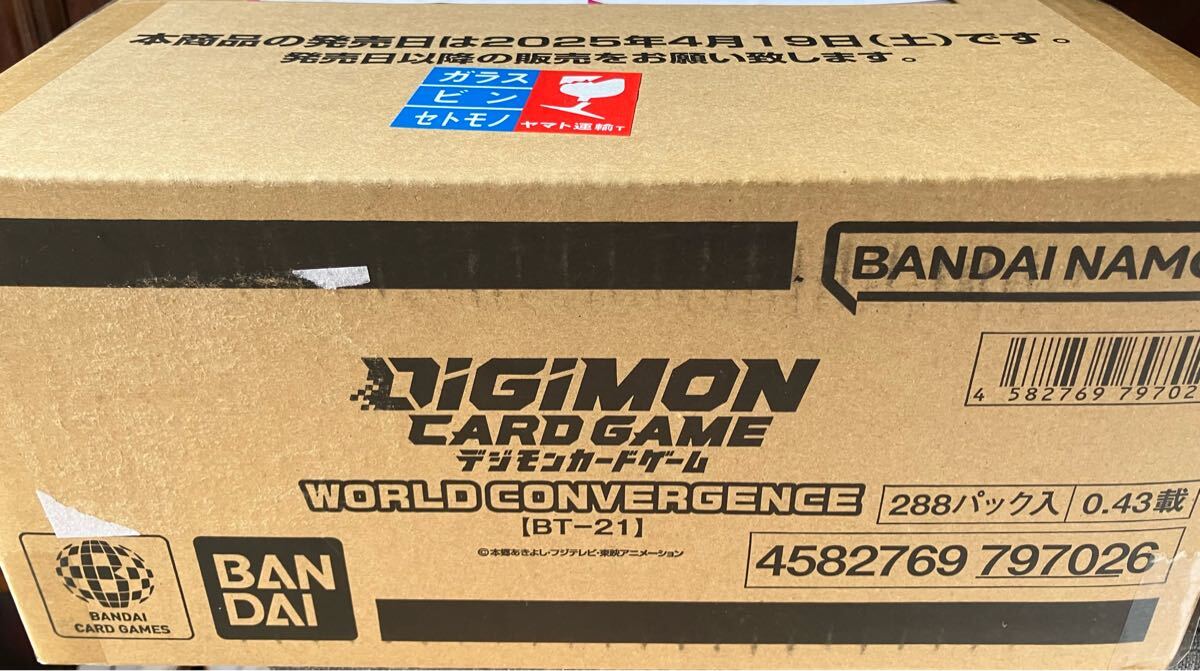 本商品の発売日は2025年4月19日(土)です。
発売日以降の販売をお願い致します。
ガラス
ビン
セトモノ
ヤマト運輸
BANDAI NAMC
4 582769 79702
DIGIMON
CARD GAME
デジモンカードゲーム
WORLD CONVERGENCE
288パック入 0.43載
【BT-21】
©本郷あきよし・フジテレビ・東映アニメーション
4582769 797026
BANDAI
CARD GAMES
BAN
DAI